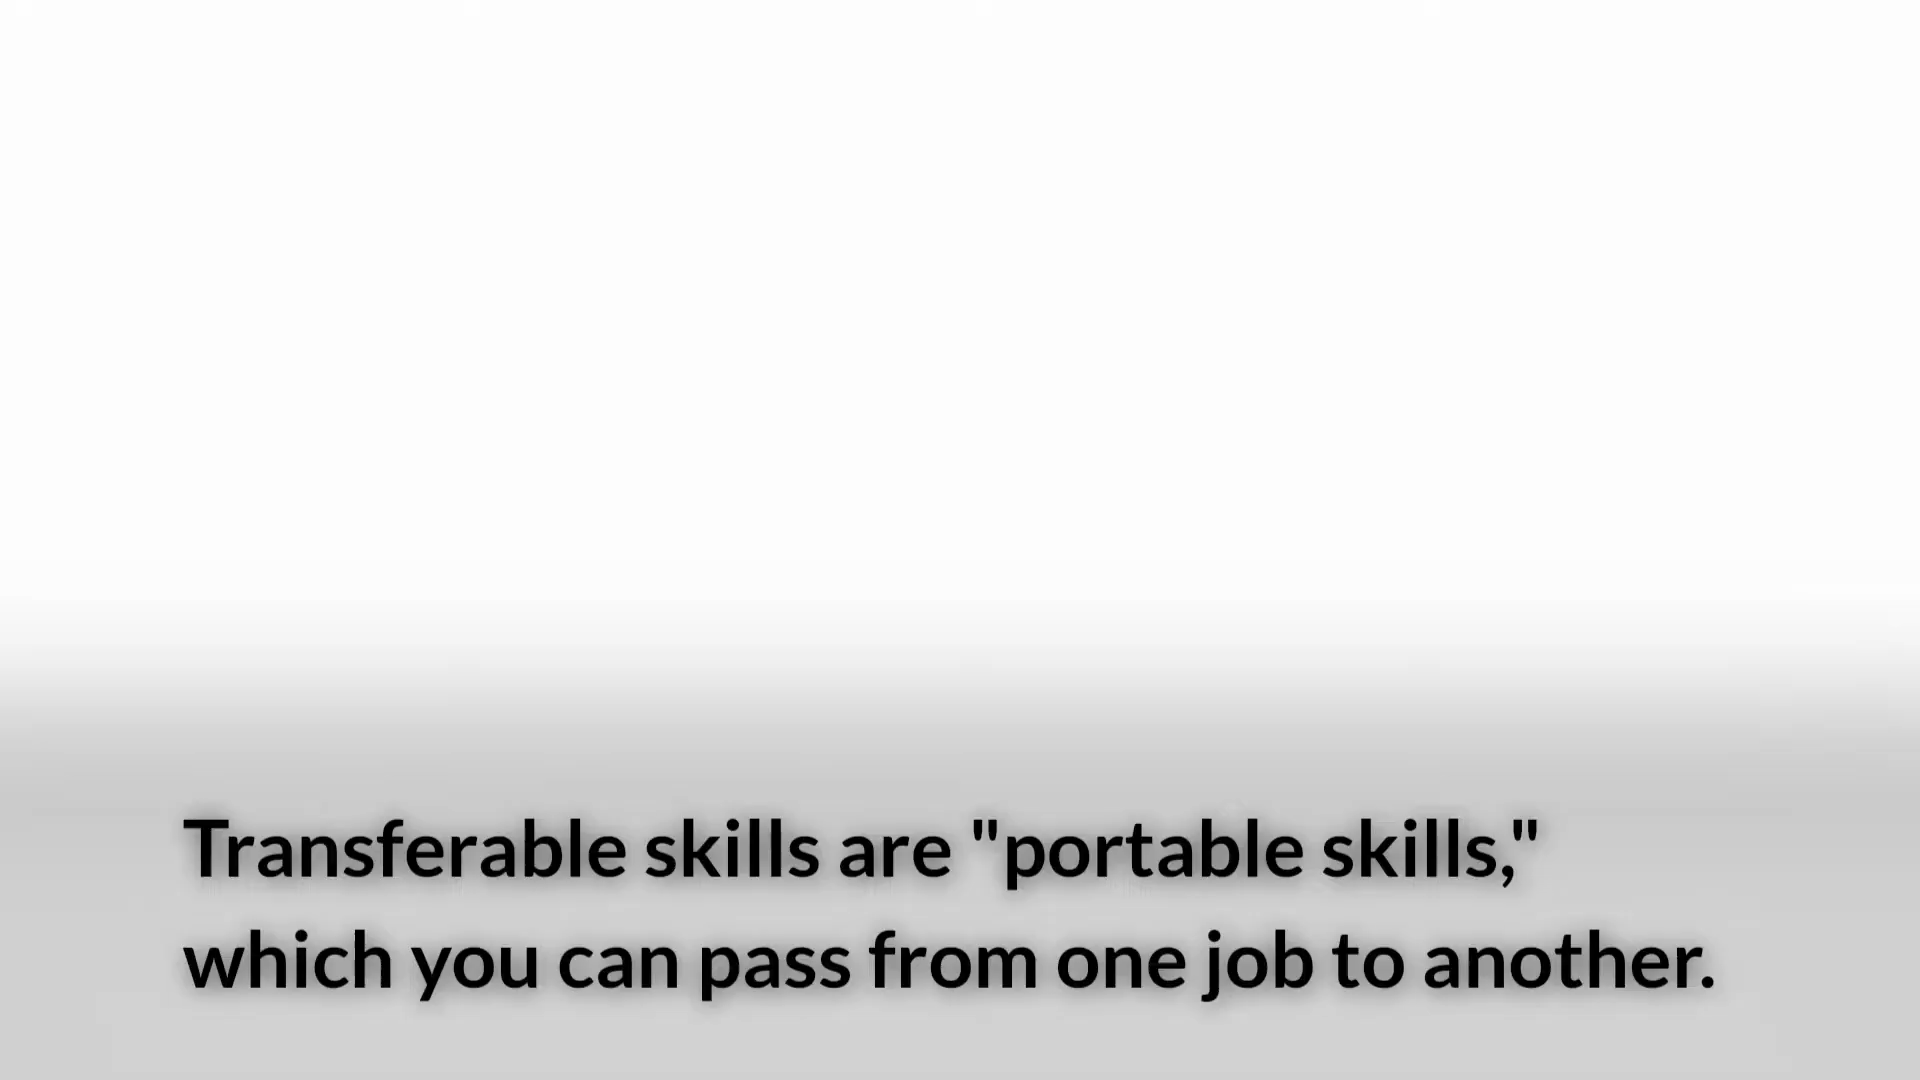 Transferable skills are "portable skills,"
which you can pass from one job to another.